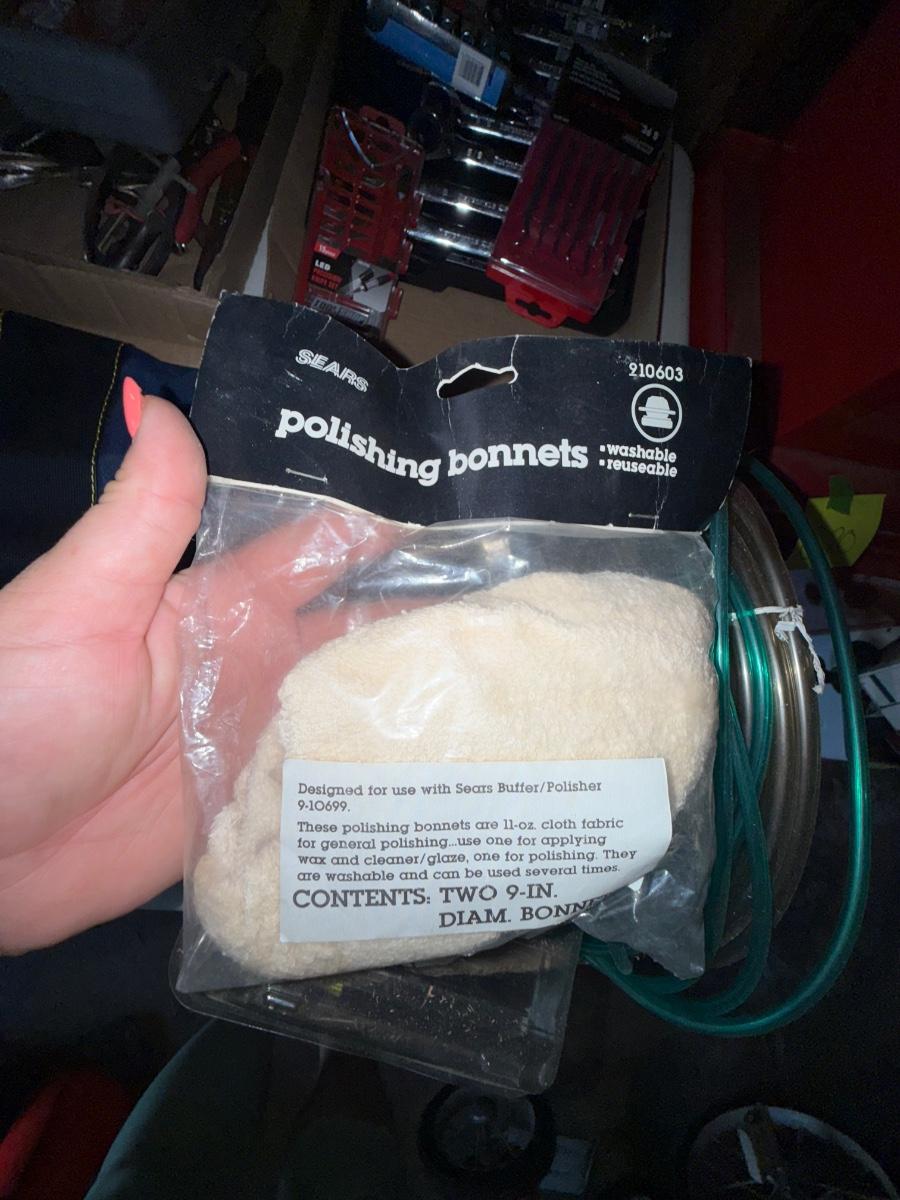 SEARS
210603
polishing bonnets
▪washable
▪reuseable
Designed for use with Sears Buffer/Polisher
9-10699.
These polishing bonnets are 11-oz. cloth fabric
for general polishing...use one for applying
wax and cleaner/glaze, one for polishing. They
are washable and can be used several times.
CONTENTS: TWO 9-IN.
DIAM.
LED